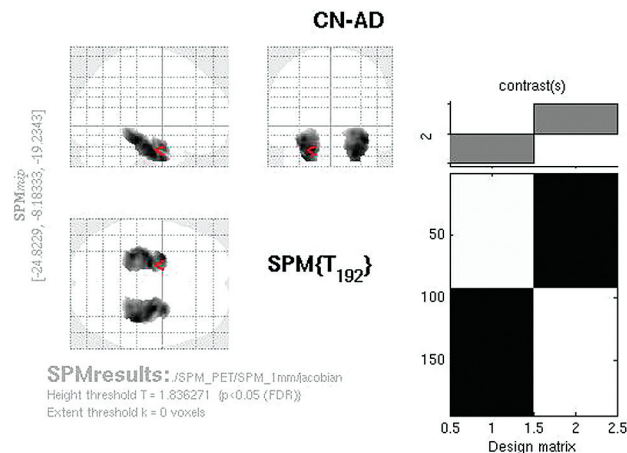 CN-AD
SPMmip
[-24.8229, -8.18333, -19.2343]
SPM{T192}
SPMresults: ./SPM_PET/SPM_1mm/jacobian
Height threshold T = 1.836271 (p<0.05 (FDR))
Extent threshold k = 0 voxels
contrast(s)
2
50
100
150
0.5 1 1.5 2 2.5
Design matrix